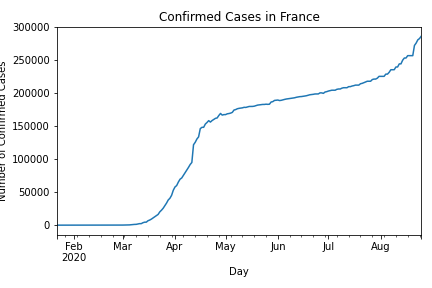 Confirmed Cases in France
Number of Confirmed Cases
300000
250000
200000
150000
100000
50000
0
Feb Mar Apr May Jun Jul Aug
2020
Day